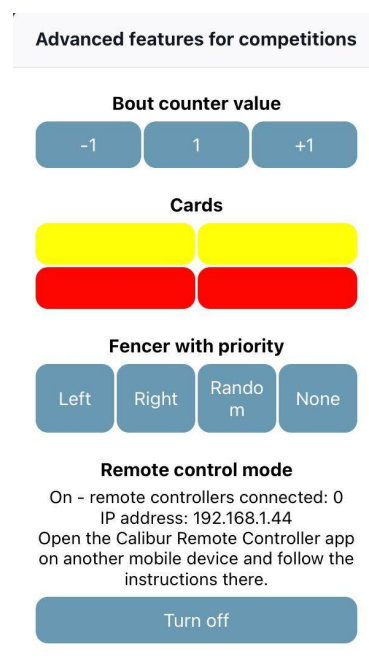 Advanced features for competitions
Bout counter value
-1 1 +1
Cards
Fencer with priority
Left Right Rando
m None
Remote control mode
On - remote controllers connected: 0
IP address: 192.168.1.44
Open the Calibur Remote Controller app
on another mobile device and follow the
instructions there.
Turn off